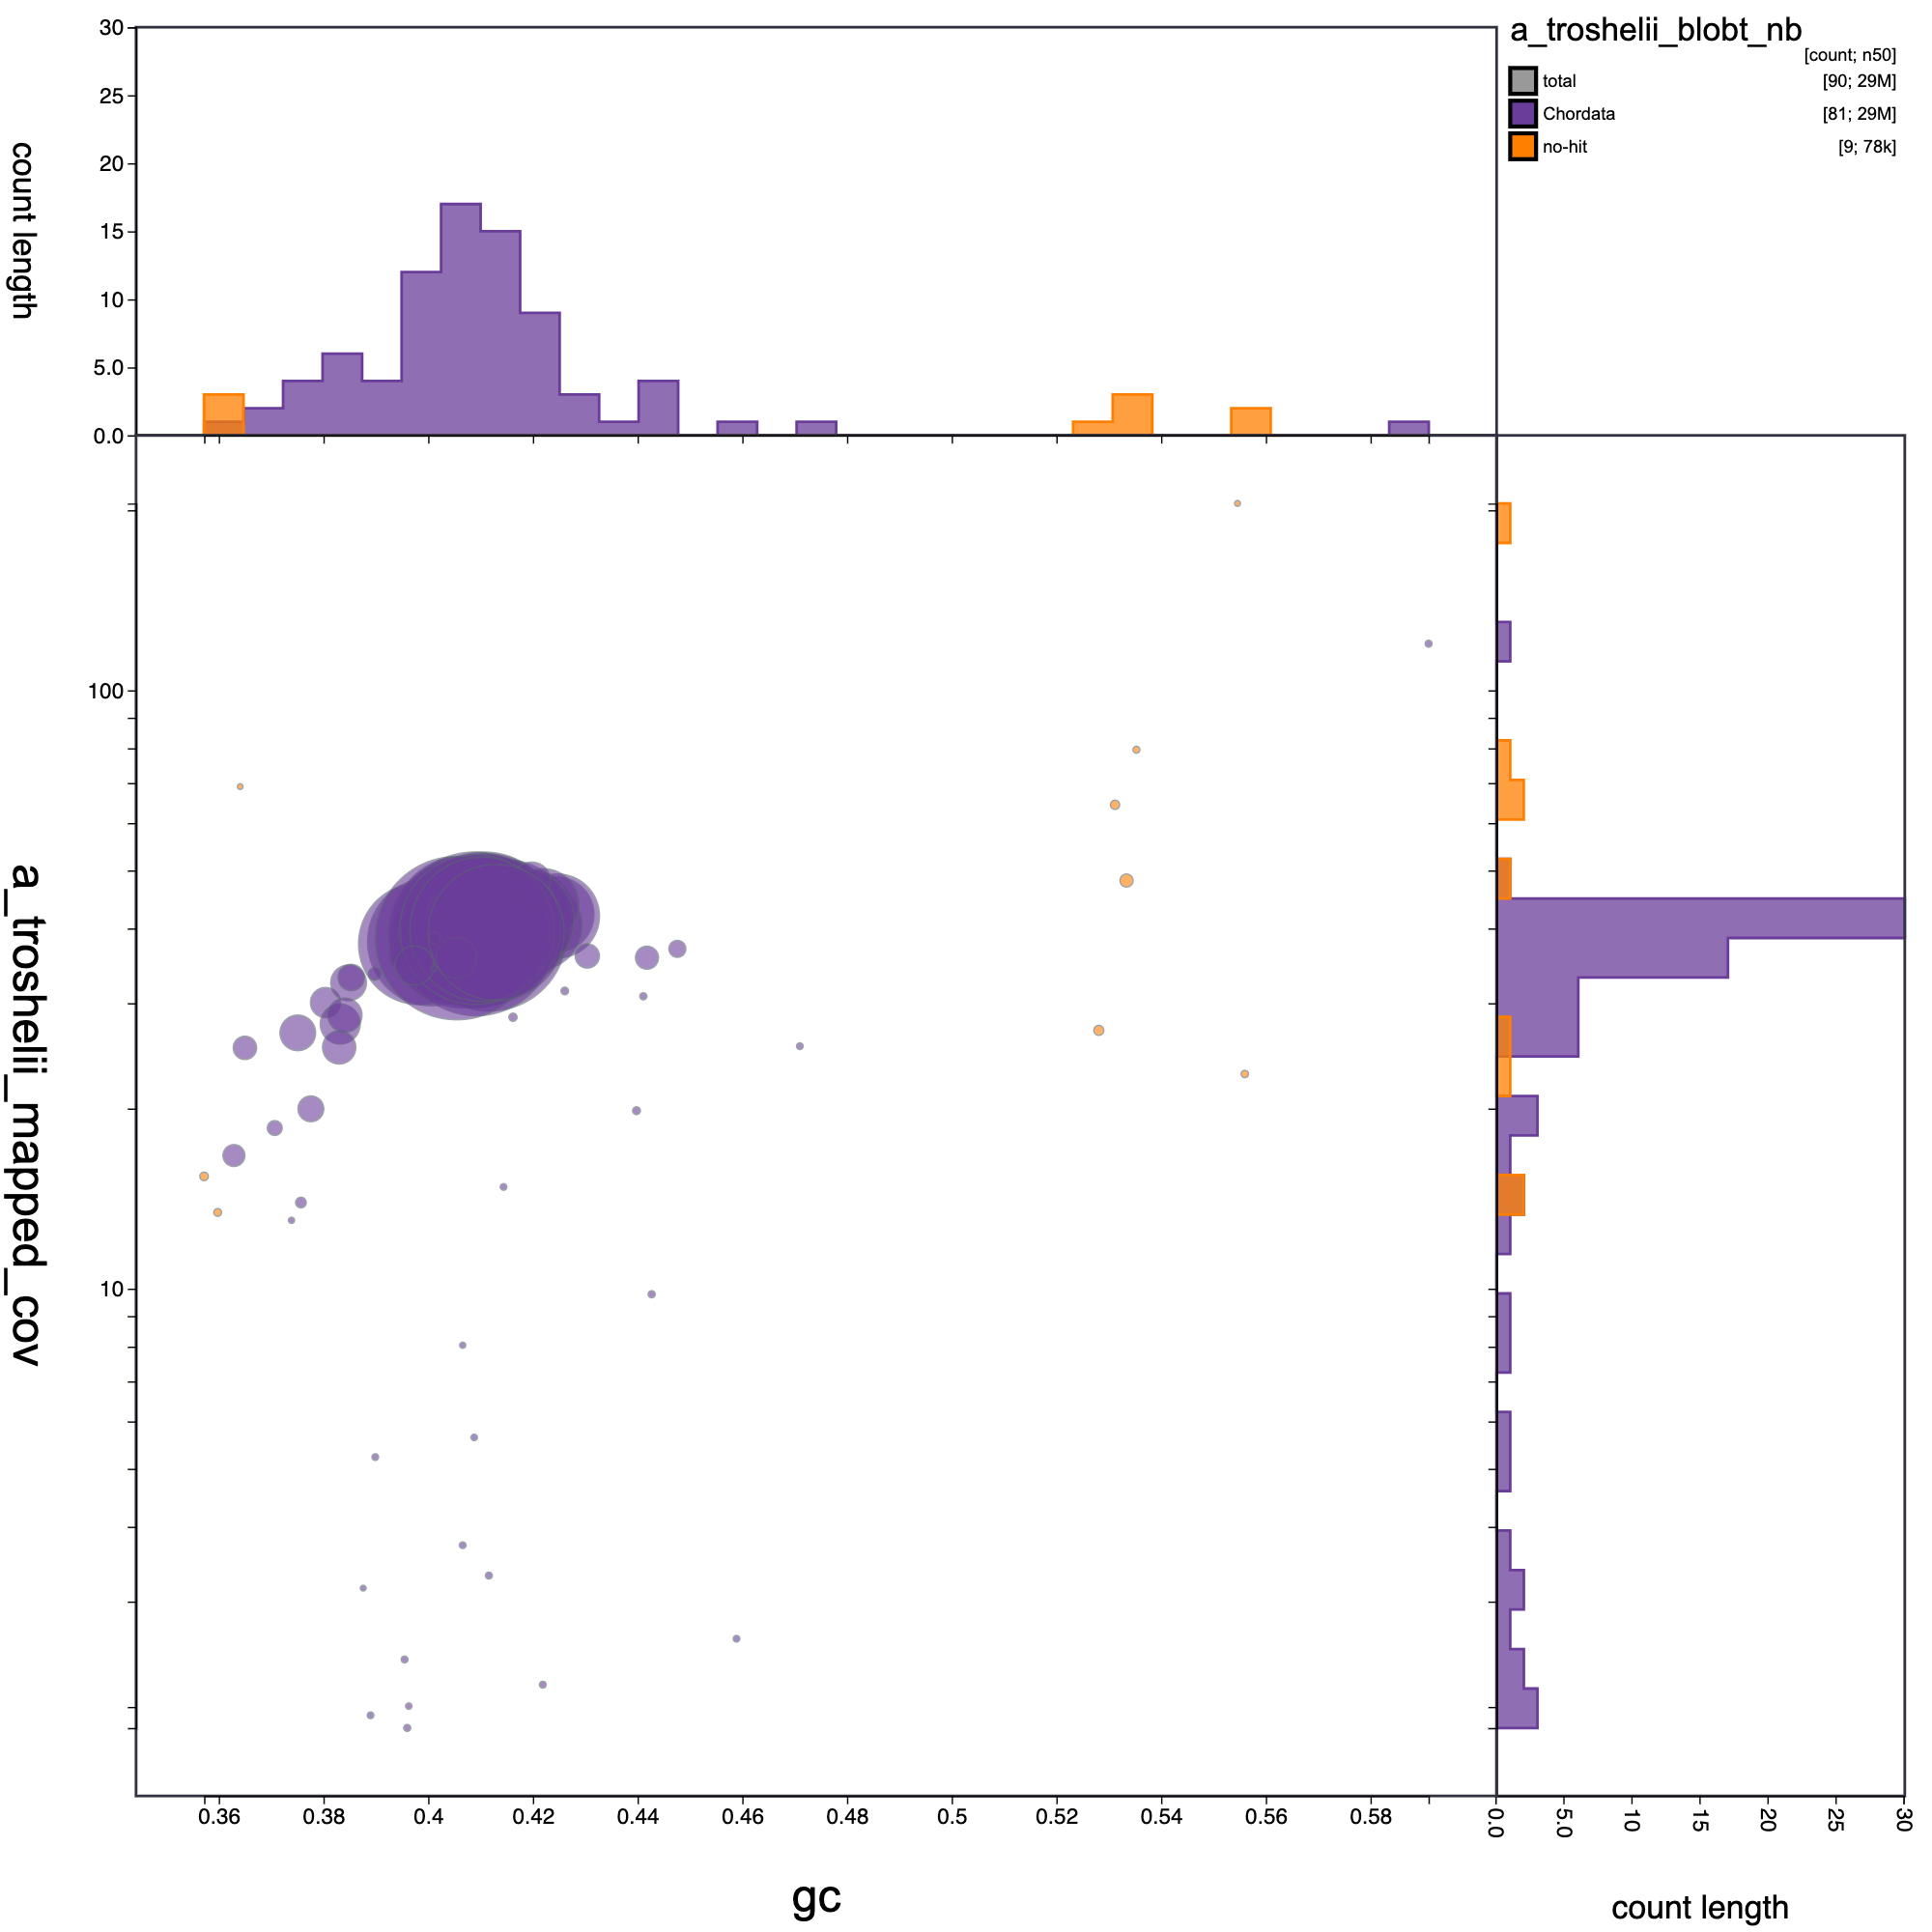 a_troshelii_blobt_nb
[count; n50]
total [90; 29M]
Chordata [81; 29M]
no-hit [9; 78k]
count length
30
25
20
15
10
5.0
0.0
a_troshelii_mapped_cov
100
10
0.36 0.38 0.4 0.42 0.44 0.46 0.48 0.5 0.52 0.54 0.56 0.58
gc
0.0 5.0 10 15 20 25 30
count length